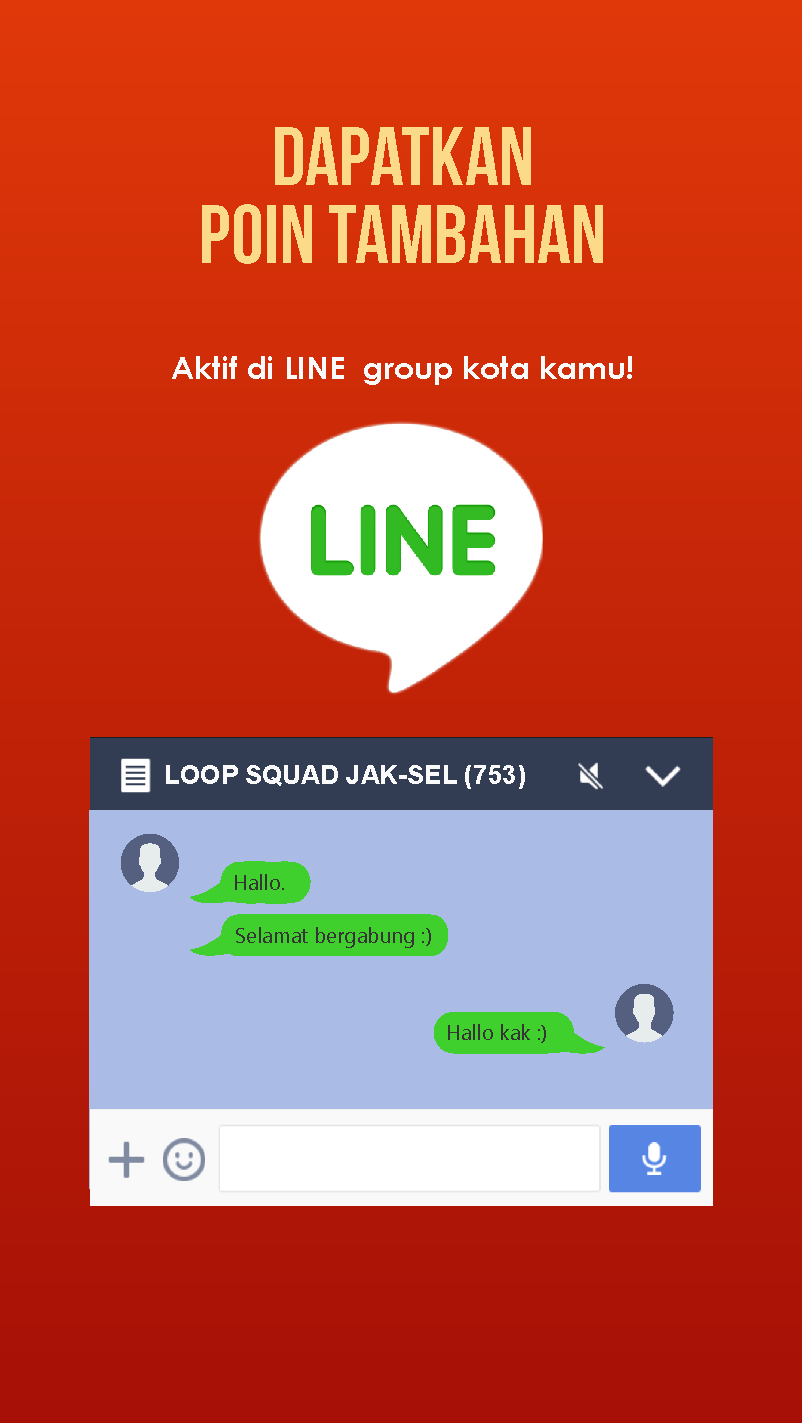 DAPATKAN
POIN TAMBAHAN
Aktif di LINE group kota kamu!
LINE
LOOP SQUAD JAK-SEL (753)
Hallo.
Selamat bergabung :)
Hallo kak :)